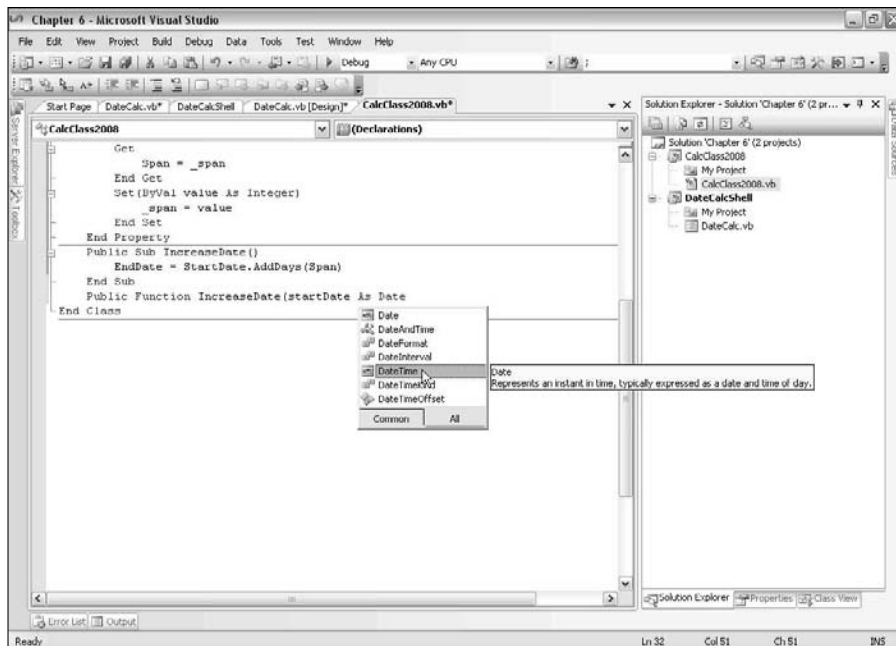 Chapter 6 - Microsoft Visual Studio
File Edit View Project Build Debug Data Tools Test Window Help
Debug Any CPU ;
Start Page DateCalc.vb* DateCalcShell DateCalc.vb [Design]* CalcClass2008.vb*
CalcClass2008 (Declarations)
Get
Span = _span
End Get
Set(ByVal value As Integer)
_span = value
End Set
End Property
Public Sub IncreaseDate()
EndDate = StartDate.AddDays(Span)
End Sub
Public Function IncreaseDate(startDate As Date
End Class
Date
DateAndTime
DateFormat
DateInterval
DateTime
DateTimeKind
DateTimeOffset
Common All
Date
Represents an instant in time, typically expressed as a date and time of day.
Solution Explorer - Solution 'Chapter 6' (2 pr...
Solution 'Chapter 6' (2 projects)
CalcClass2008
My Project
CalcClass2008.vb
DateCalcShell
My Project
DateCalc.vb
Server Explorer
Toolbox
Solution Explorer Properties Class View
Error List Output
Ready Ln 32 Col 51 Ch 51 INS